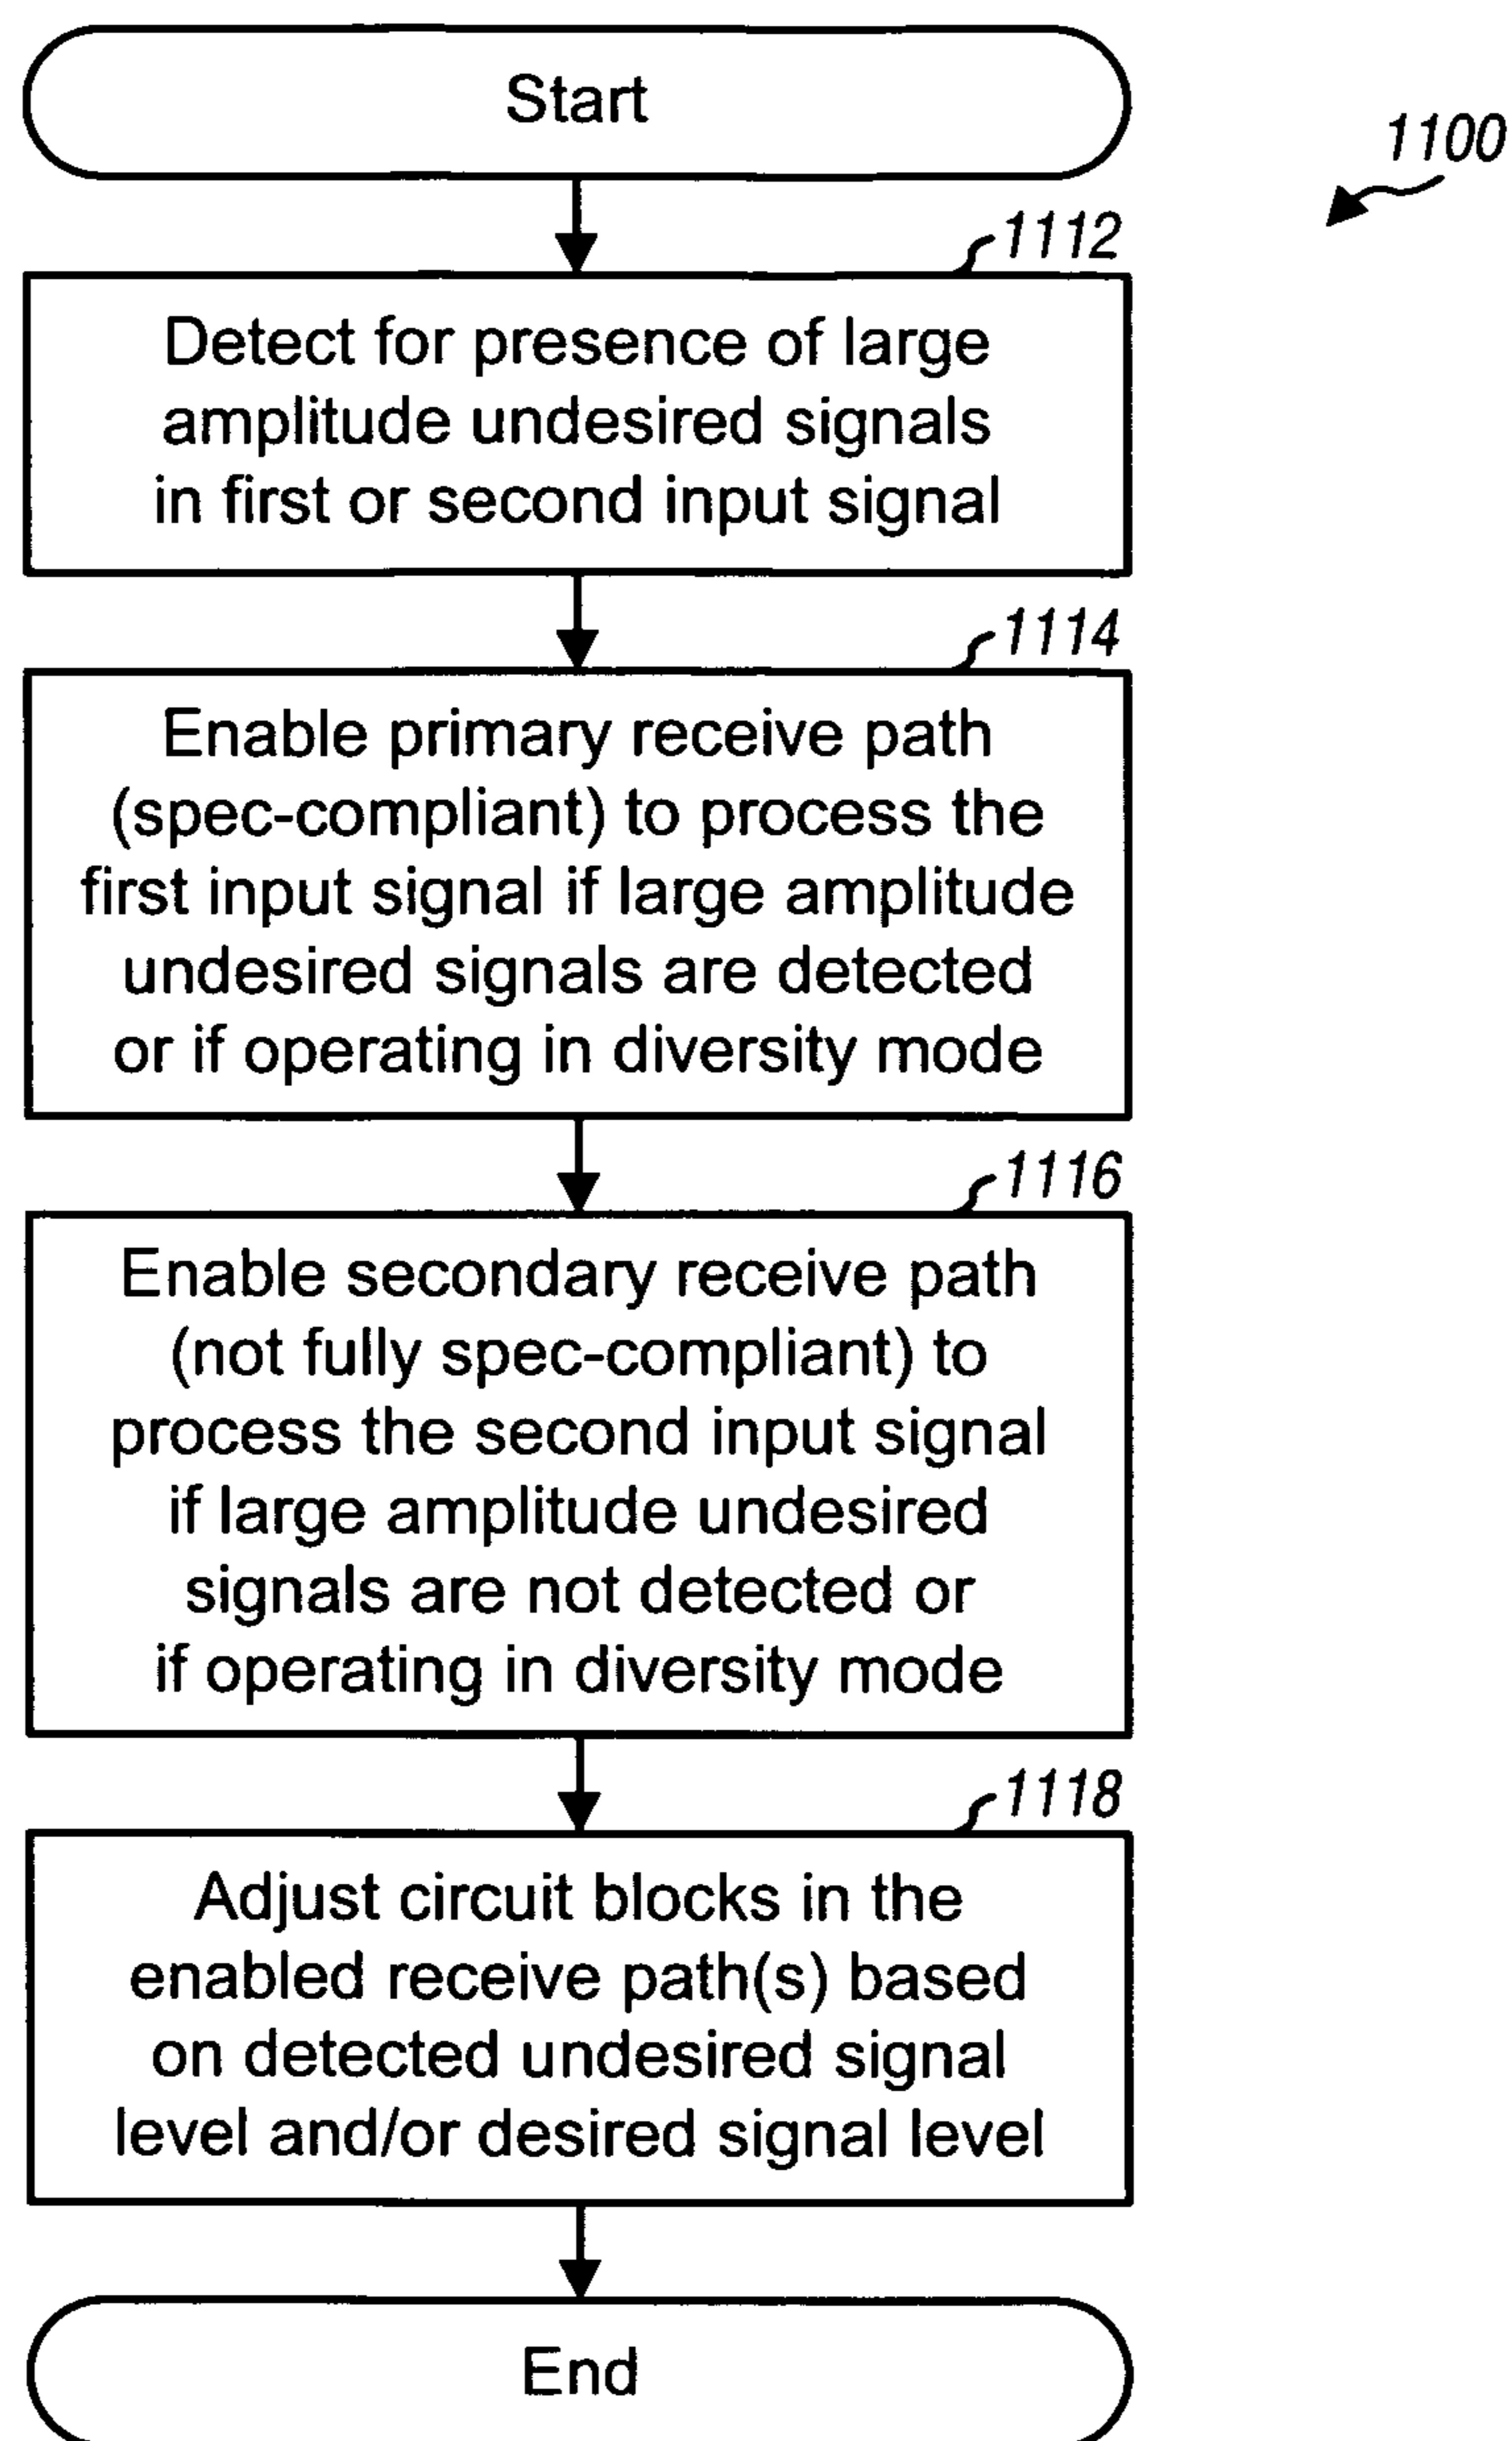 Start
1100
1112
Detect for presence of large
amplitude undesired signals
in first or second input signal
1114
Enable primary receive path
(spec-compliant) to process the
first input signal if large amplitude
undesired signals are detected
or if operating in diversity mode
1116
Enable secondary receive path
(not fully spec-compliant) to
process the second input signal
if large amplitude undesired
signals are not detected or
if operating in diversity mode
1118
Adjust circuit blocks in the
enabled receive path(s) based
on detected undesired signal
level and/or desired signal level
End